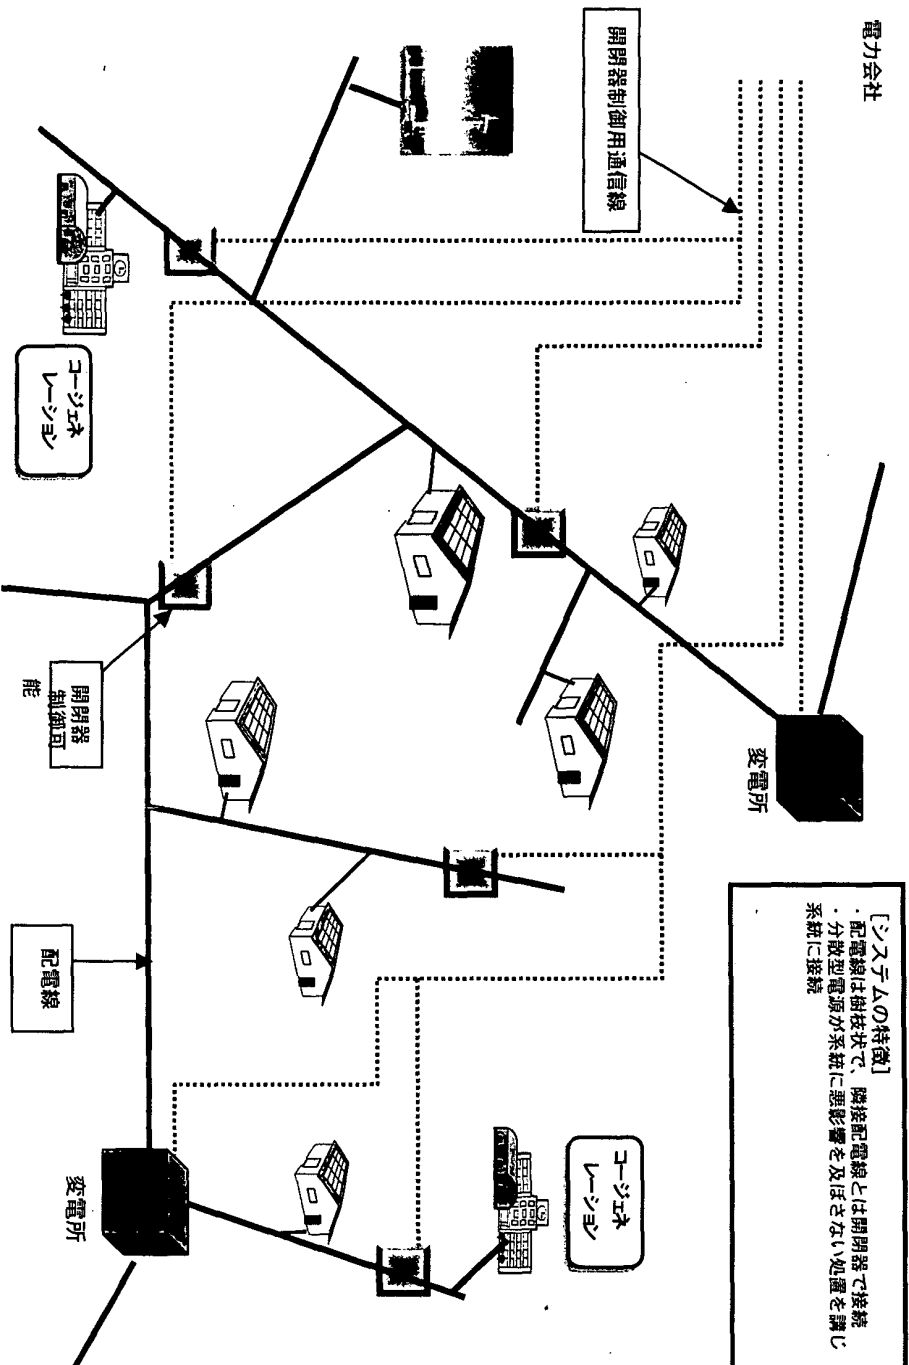 電力会社
開閉器制御用通信線
変電所
[システムの特徴]
・配電線は樹枝状で、隣接配電線とは開閉器で接続
・分散型電源が系統に悪影響を及ぼさない処置を講じ
系統に接続
コージェネ
レーション
開閉器
制御可
能
配電線
コージェネ
レーション
変電所